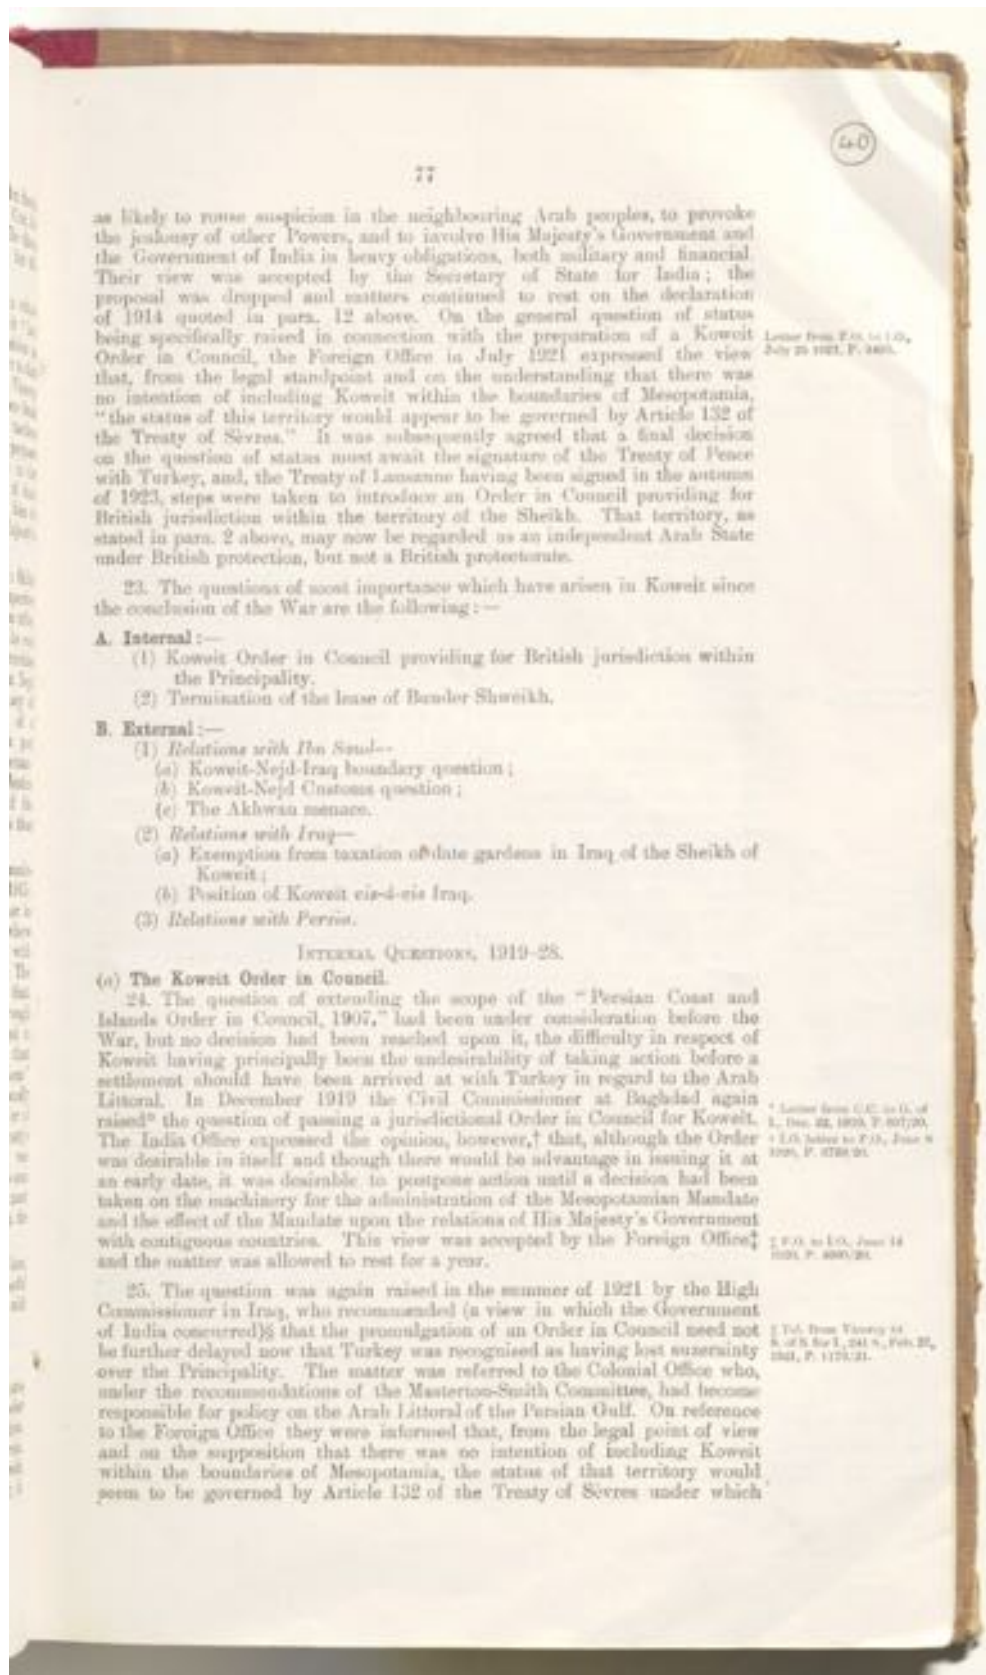 40
77
as likely to rouse suspicion in the neighbouring Arab peoples, to provoke
the jealousy of other Powers, and to involve His Majesty's Government and
the Government of India in heavy obligations, both military and financial.
Their view was accepted by the Secretary of State for India; the
proposal was dropped and matters continued to rest on the declaration
of 1914 quoted in para. 12 above. On the general question of status
being specifically raised in connection with the preparation of a Koweit
Order in Council, the Foreign Office in July 1921 expressed the view
that, from the legal standpoint and on the understanding that there was
no intention of including Koweit within the boundaries of Mesopotamia,
"the status of this territory would appear to be governed by Article 132 of
the Treaty of Sèvres." It was subsequently agreed that a final decision
on the question of status must await the signature of the Treaty of Peace
with Turkey, and, the Treaty of Lausanne having been signed in the autumn
of 1923, steps were taken to introduce an Order in Council providing for
British jurisdiction within the territory of the Sheikh. That territory, as
stated in para. 2 above, may now be regarded as an independent Arab State
under British protection, but not a British protectorate.
Letter from F.O. to I.O.,
July 1921, P.
23. The questions of most importance which have arisen in Koweit since
the conclusion of the War are the following:—
A. Internal:—
(1) Koweit Order in Council providing for British jurisdiction within
the Principality.
(2) Termination of the lease of Bander Shweikh.
B. External:—
(1) Relations with Ibn Saud—
(a) Koweit-Nejd-Iraq boundary question;
(b) Koweit-Nejd Customs question;
(c) The Akhwan menace.
(2) Relations with Iraq—
(a) Exemption from taxation of date gardens in Iraq of the Sheikh of
Koweit;
(b) Position of Koweit vis-à-vis Iraq.
(3) Relations with Persia.
INTERNAL QUESTIONS, 1919–28.
(a) The Koweit Order in Council.
24. The question of extending the scope of the "Persian Coast and
Islands Order in Council, 1907," had been under consideration before the
War, but no decision had been reached upon it, the difficulty in respect of
Koweit having principally been the undesirability of taking action before a
settlement should have been arrived at with Turkey in regard to the Arab
Littoral. In December 1919 the Civil Commissioner at Baghdad again
raised* the question of passing a jurisdictional Order in Council for Koweit.
The India Office expressed the opinion, however,† that, although the Order
was desirable in itself and though there would be advantage in issuing it at
an early date, it was desirable to postpone action until a decision had been
taken on the machinery for the administration of the Mesopotamian Mandate
and the effect of the Mandate upon the relations of His Majesty's Government
with contiguous countries. This view was accepted by the Foreign Office‡
and the matter was allowed to rest for a year.
* Letter from C.C. to G. of
I., Dec. 22, 1919, P.
† I.O. letter to F.O., June
1920, P.
‡ F.O. to I.O., June 14
1920, P.
25. The question was again raised in the summer of 1921 by the High
Commissioner in Iraq, who recommended (a view in which the Government
of India concurred)§ that the promulgation of an Order in Council need not
be further delayed now that Turkey was recognised as having lost suzerainty
over the Principality. The matter was referred to the Colonial Office who,
under the recommendations of the Masterton-Smith Committee, had become
responsible for policy on the Arab Littoral of the Persian Gulf. On reference
to the Foreign Office they were informed that, from the legal point of view
and on the supposition that there was no intention of including Koweit
within the boundaries of Mesopotamia, the status of that territory would
seem to be governed by Article 132 of the Treaty of Sèvres under which
§ Tel. from Viceroy to
S. of S. for I.,
1921, P.